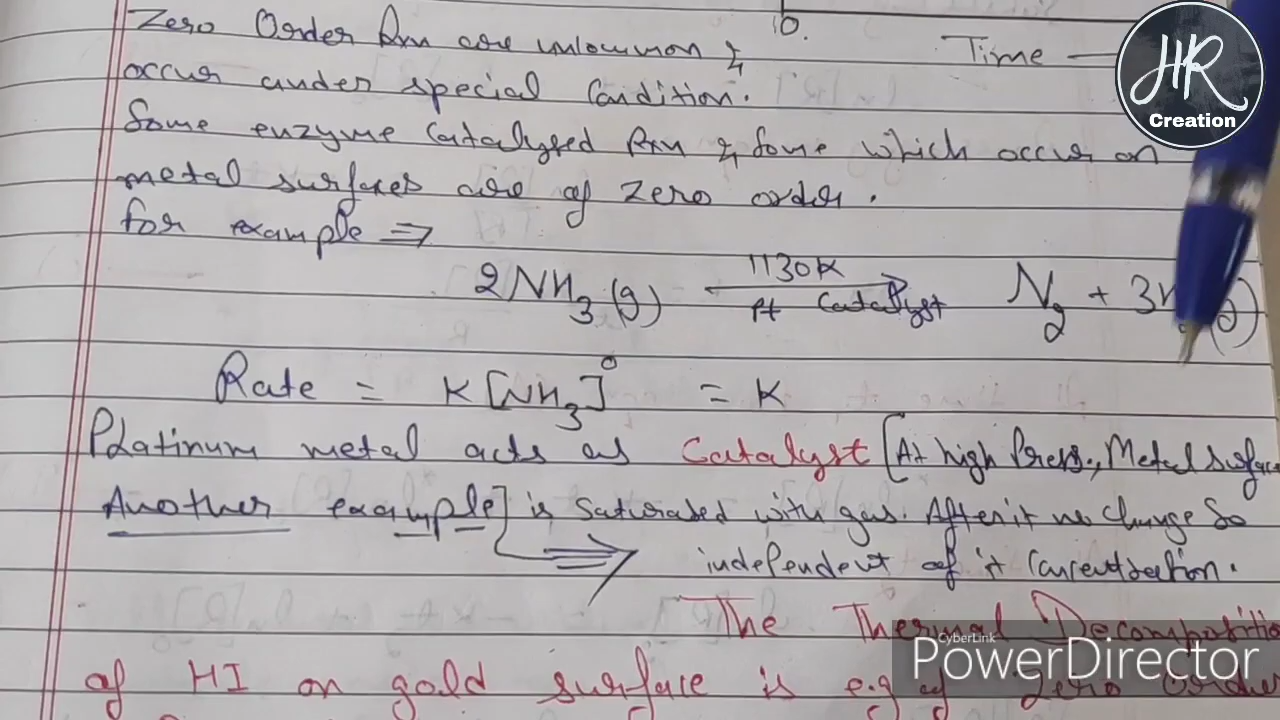 0.
Time
HR
Creation
Zero Order Rxn are uncommon &
occur under special Condition.
Some enzyme Catalysed Rxn & Some which occur on
metal surfaces are of zero order.
for example ⇒
2NH₃(g) 1130K Pt Catalyst N₂ + 3H₂(g)
Rate = K[NH₃]⁰ = K
Platinum metal acts as Catalyst [At high Press., Metal surface
Another example] is saturated with gas. After it no change so
independent of it Concentration.
The Thermal Decompositio
of HI on gold surface is e.g of Zero Order
CyberLink
PowerDirector